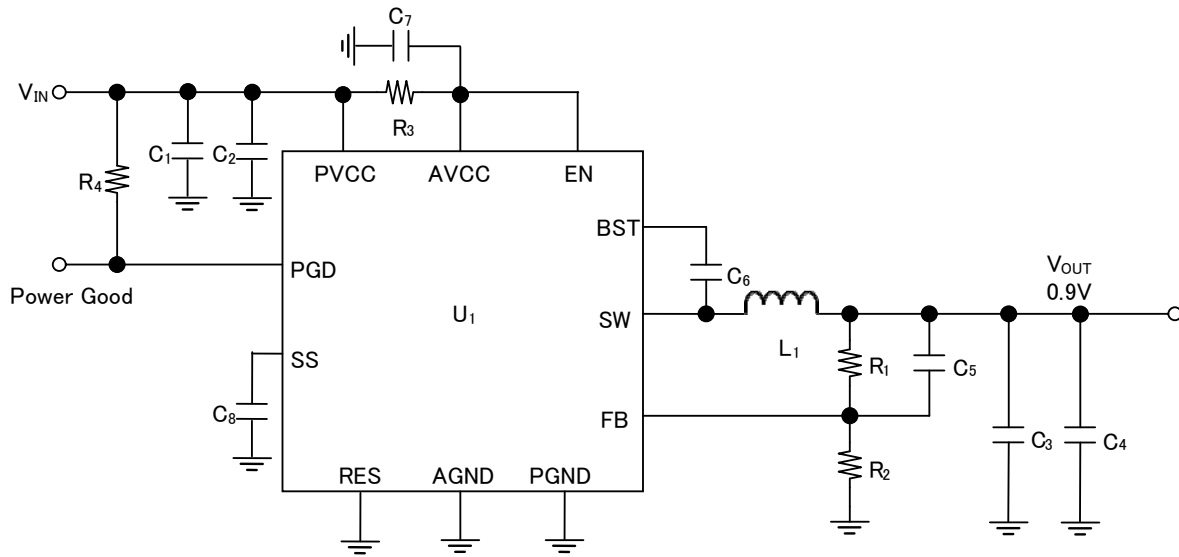 C7
VIN
R3
C1
C2
R4
PVCC
AVCC
EN
BST
PGD
C6
Power Good
U1
SW
VOUT
0.9V
L1
SS
R1
C5
C8
FB
C3
C4
R2
RES
AGND
PGND